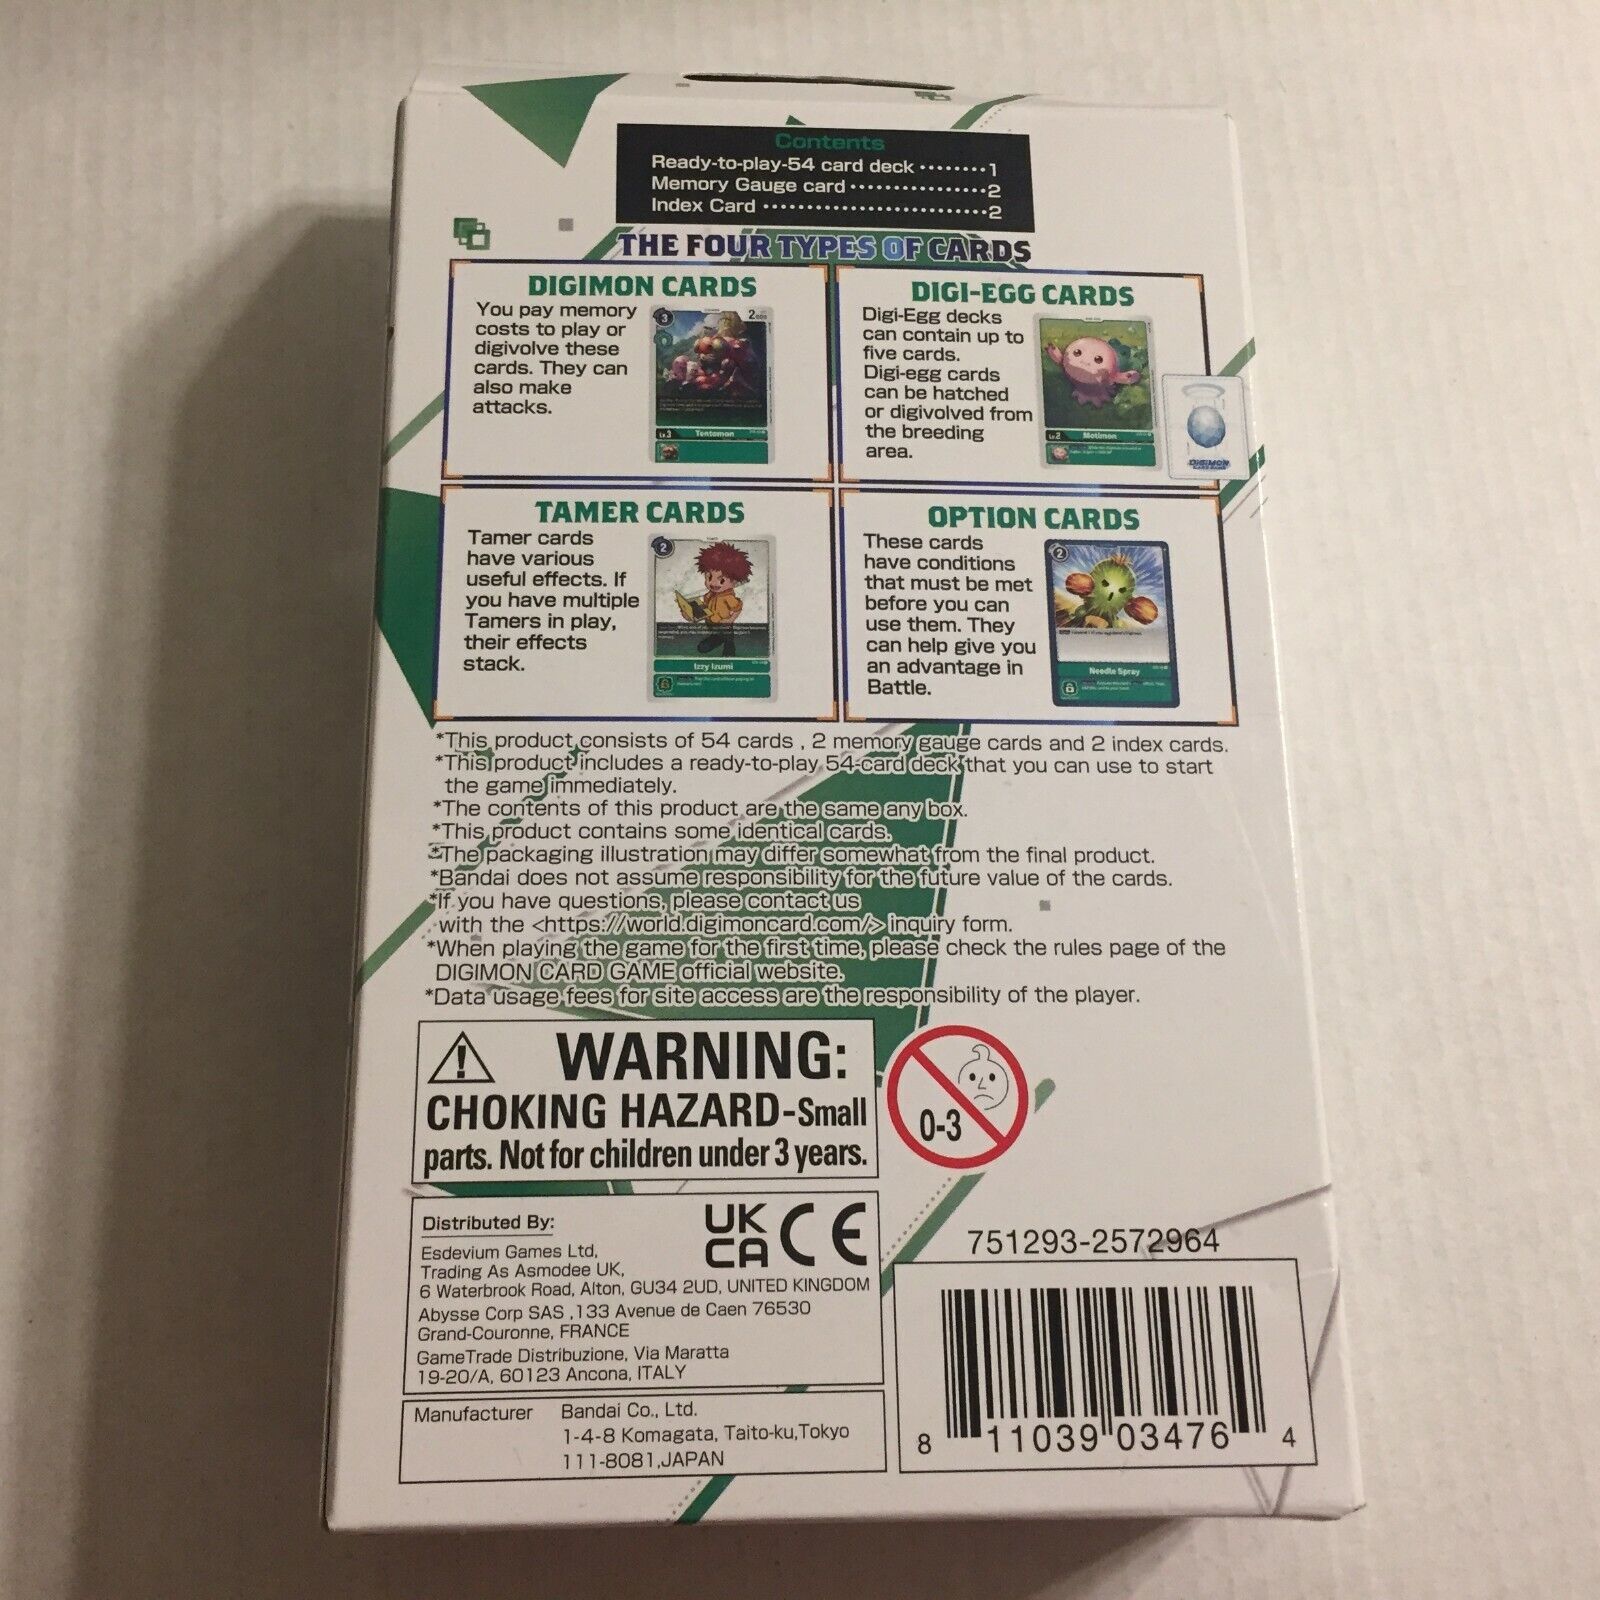 Contents
Ready-to-play-54 card deck ········1
Memory Gauge card ················2
Index Card ··························2
THE FOUR TYPES OF CARDS
DIGIMON CARDS
You pay memory
costs to play or
digivolve these
cards. They can
also make
attacks.
3
2000
Lv.3 Tentomon
DIGI-EGG CARDS
Digi-Egg decks
can contain up to
five cards.
Digi-egg cards
can be hatched
or digivolved from
the breeding
area.
Lv.2 Motimon
DIGIMON
CARD GAME
TAMER CARDS
Tamer cards
have various
useful effects. If
you have multiple
Tamers in play,
their effects
stack.
2
Izzy Izumi
OPTION CARDS
These cards
have conditions
that must be met
before you can
use them. They
can help give you
an advantage in
Battle.
2
Needle Spray
*This product consists of 54 cards , 2 memory gauge cards and 2 index cards.
*This product includes a ready-to-play 54-card deck that you can use to start
the game immediately.
*The contents of this product are the same any box.
*This product contains some identical cards.
*The packaging illustration may differ somewhat from the final product.
*Bandai does not assume responsibility for the future value of the cards.
*If you have questions, please contact us
with the <https://world.digimoncard.com/> inquiry form.
*When playing the game for the first time, please check the rules page of the
DIGIMON CARD GAME official website.
*Data usage fees for site access are the responsibility of the player.
WARNING:
CHOKING HAZARD-Small
parts. Not for children under 3 years.
0-3
Distributed By:
UK
CA CE
Esdevium Games Ltd,
Trading As Asmodee UK,
6 Waterbrook Road, Alton, GU34 2UD, UNITED KINGDOM
Abysse Corp SAS ,133 Avenue de Caen 76530
Grand-Couronne, FRANCE
GameTrade Distribuzione, Via Maratta
19-20/A, 60123 Ancona, ITALY
Manufacturer Bandai Co., Ltd.
1-4-8 Komagata, Taito-ku,Tokyo
111-8081,JAPAN
751293-2572964
8 11039 03476 4